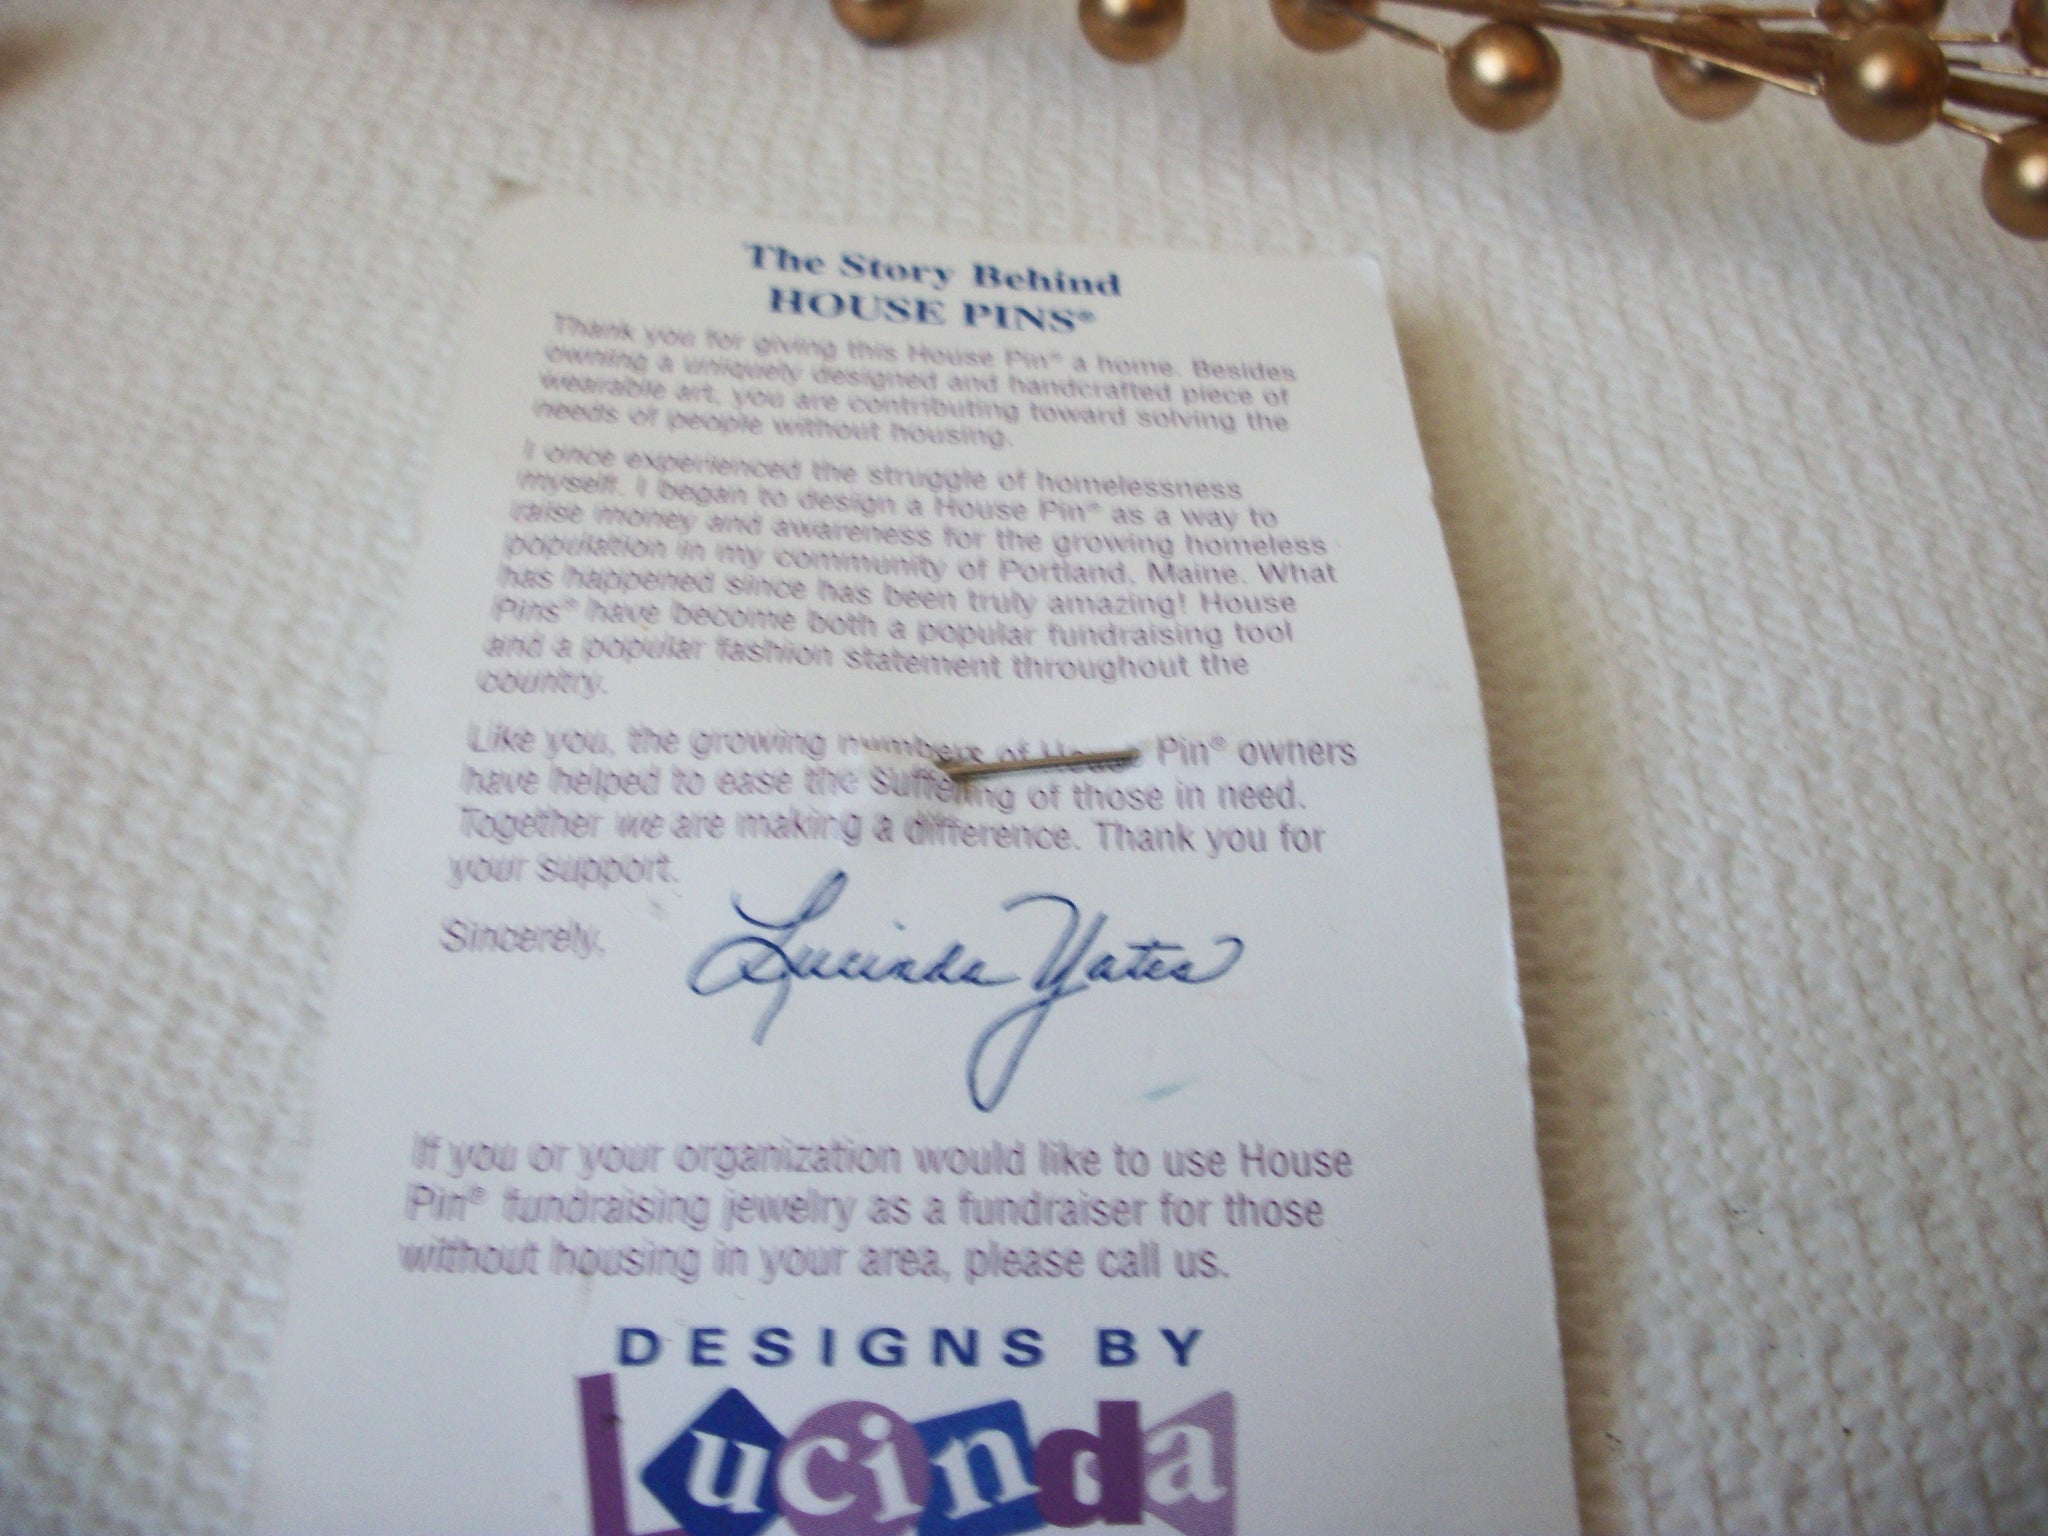 The Story Behind
HOUSE PINS®
Thank you for giving this House Pin® a home. Besides
owning a uniquely designed and handcrafted piece of
wearable art, you are contributing toward solving the
needs of people without housing.
I once experienced the struggle of homelessness
myself. I began to design a House Pin® as a way to
raise money and awareness for the growing homeless
population in my community of Portland, Maine. What
has happened since has been truly amazing! House
Pins® have become both a popular fundraising tool
and a popular fashion statement throughout the
country.
Like you, the growing numbers of House Pin® owners
have helped to ease the suffering of those in need.
Together we are making a difference. Thank you for
your support.
Sincerely, Lucinda Yates
If you or your organization would like to use House
Pin® fundraising jewelry as a fundraiser for those
without housing in your area, please call us.
DESIGNS BY
Lucinda